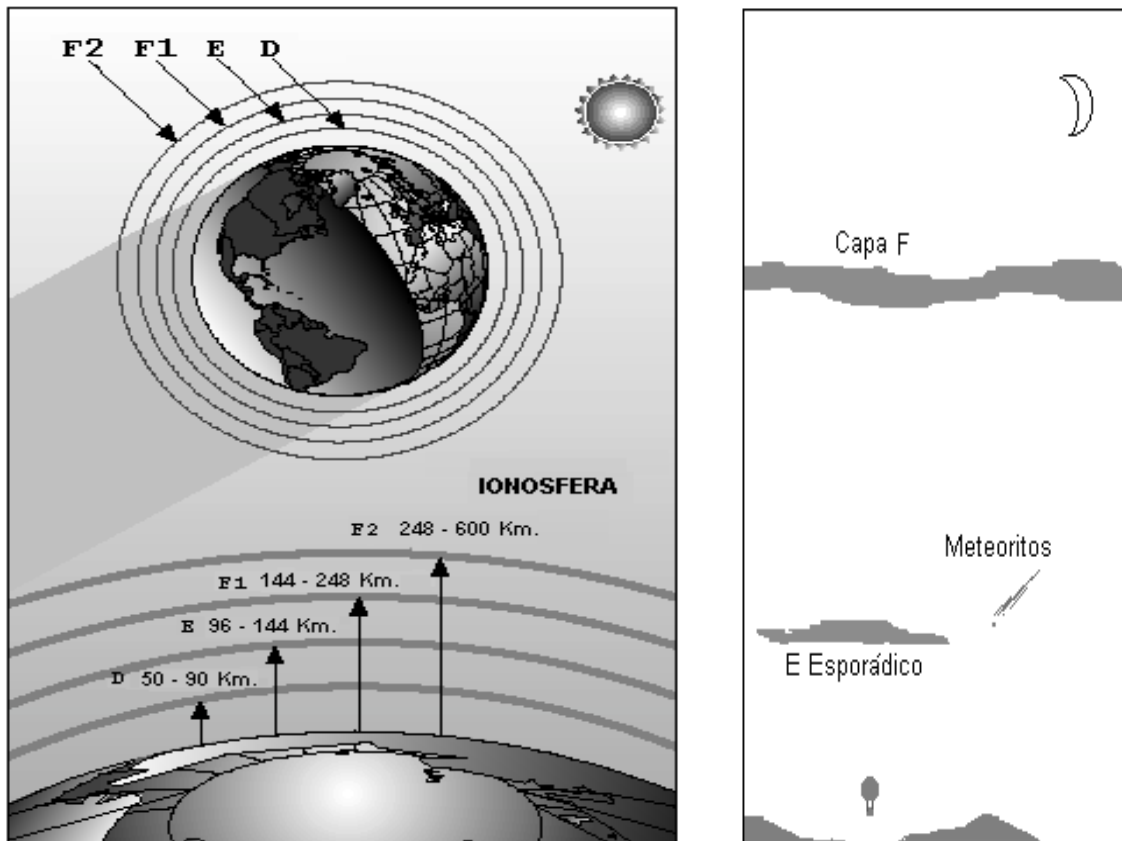 F2 F1 E D
IONOSFERA
F2 248 - 600 Km.
F1 144 - 248 Km.
E 96 - 144 Km.
D 50 - 90 Km.
Capa F
Meteoritos
E Esporádico